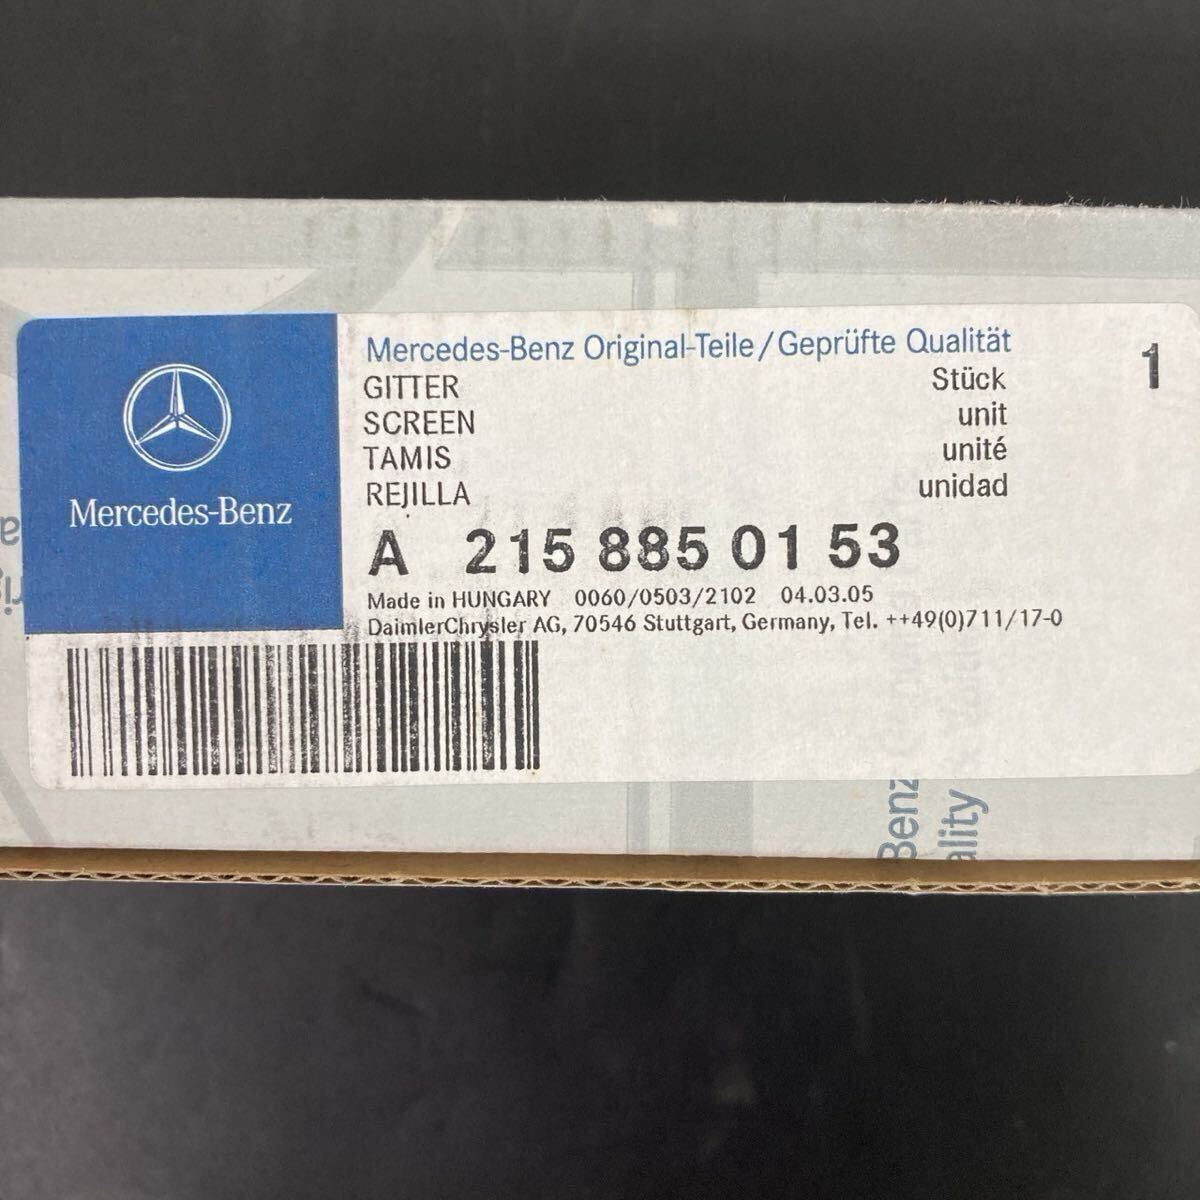 Mercedes-Benz Original-Teile/Geprüfte Qualität
GITTER Stück 1
SCREEN unit
TAMIS unité
REJILLA unidad
Mercedes-Benz
A 215 885 01 53
Made in HUNGARY 0060/0503/2102 04.03.05
DaimlerChrysler AG, 70546 Stuttgart, Germany, Tel. ++49(0)711/17-0
Benz
ality